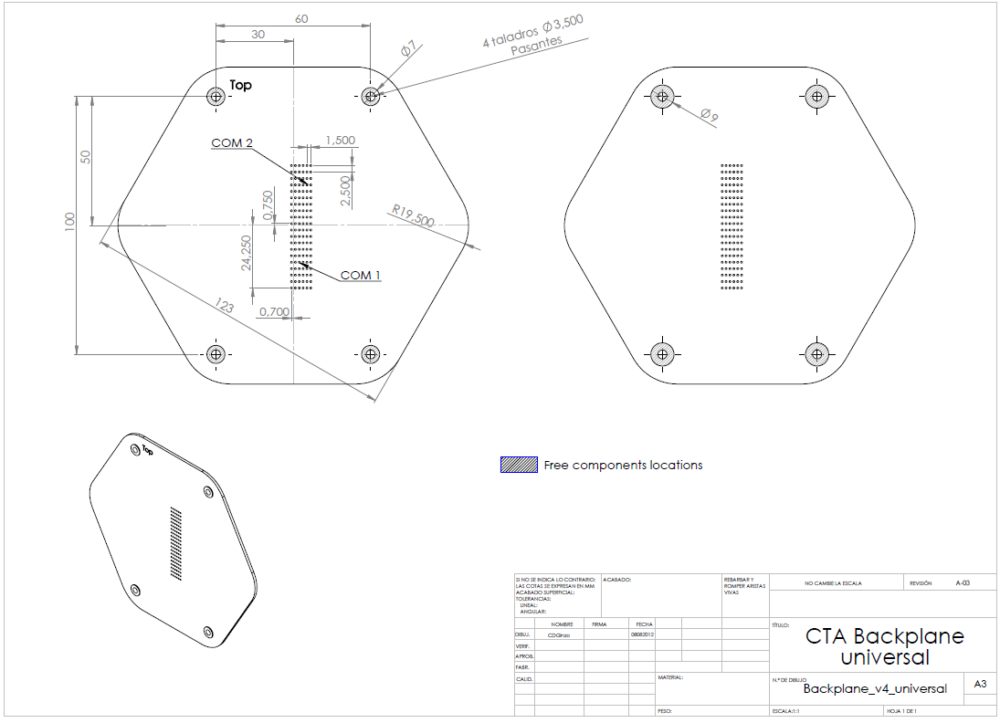 60
30
Ø7
4 taladros Ø3,500
Pasantes
Top
Ø9
COM 2
1,500
50
2,500
0,750
100
R19,500
24,250
COM 1
123
0,700
Top
Free components locations
SI NO SE INDICA LO CONTRARIO:
LAS COTAS SE EXPRESAN EN MM
ACABADO SUPERFICIAL:
TOLERANCIAS:
LINEAL:
ANGULAR:
ACABADO:
REBARBAR Y
ROMPER ARISTAS
VIVAS
NO CAMBIE LA ESCALA
REVISIÓN
A-03
NOMBRE
FIRMA
FECHA
DIBUJ.
CDGinzo
08082012
VERIF.
APROB.
FABR.
CALID.
TÍTULO:
CTA Backplane
universal
MATERIAL:
N.º DE DIBUJO
Backplane_v4_universal
A3
PESO:
ESCALA:1:1
HOJA 1 DE 1